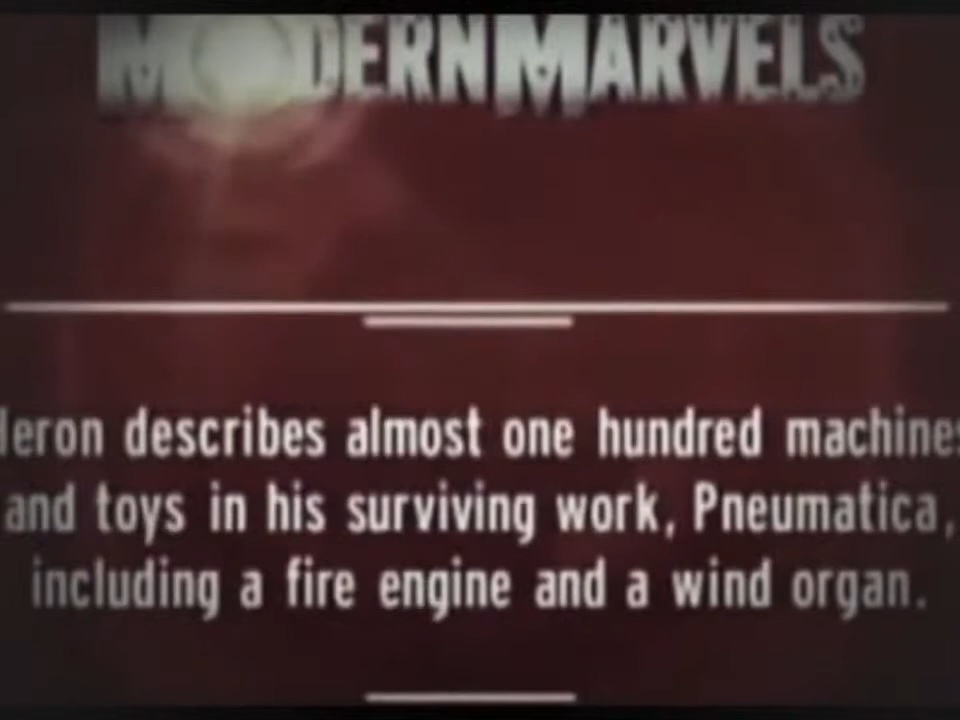 MODERN MARVELS
Heron describes almost one hundred machines
and toys in his surviving work, Pneumatica,
including a fire engine and a wind organ.